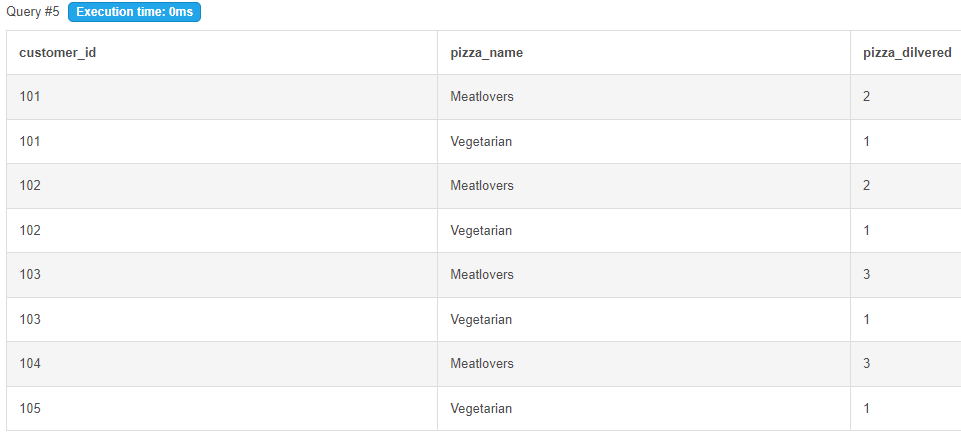 Query #5 Execution time: 0ms
customer_id pizza_name pizza_dilvered
101 Meatlovers 2
101 Vegetarian 1
102 Meatlovers 2
102 Vegetarian 1
103 Meatlovers 3
103 Vegetarian 1
104 Meatlovers 3
105 Vegetarian 1